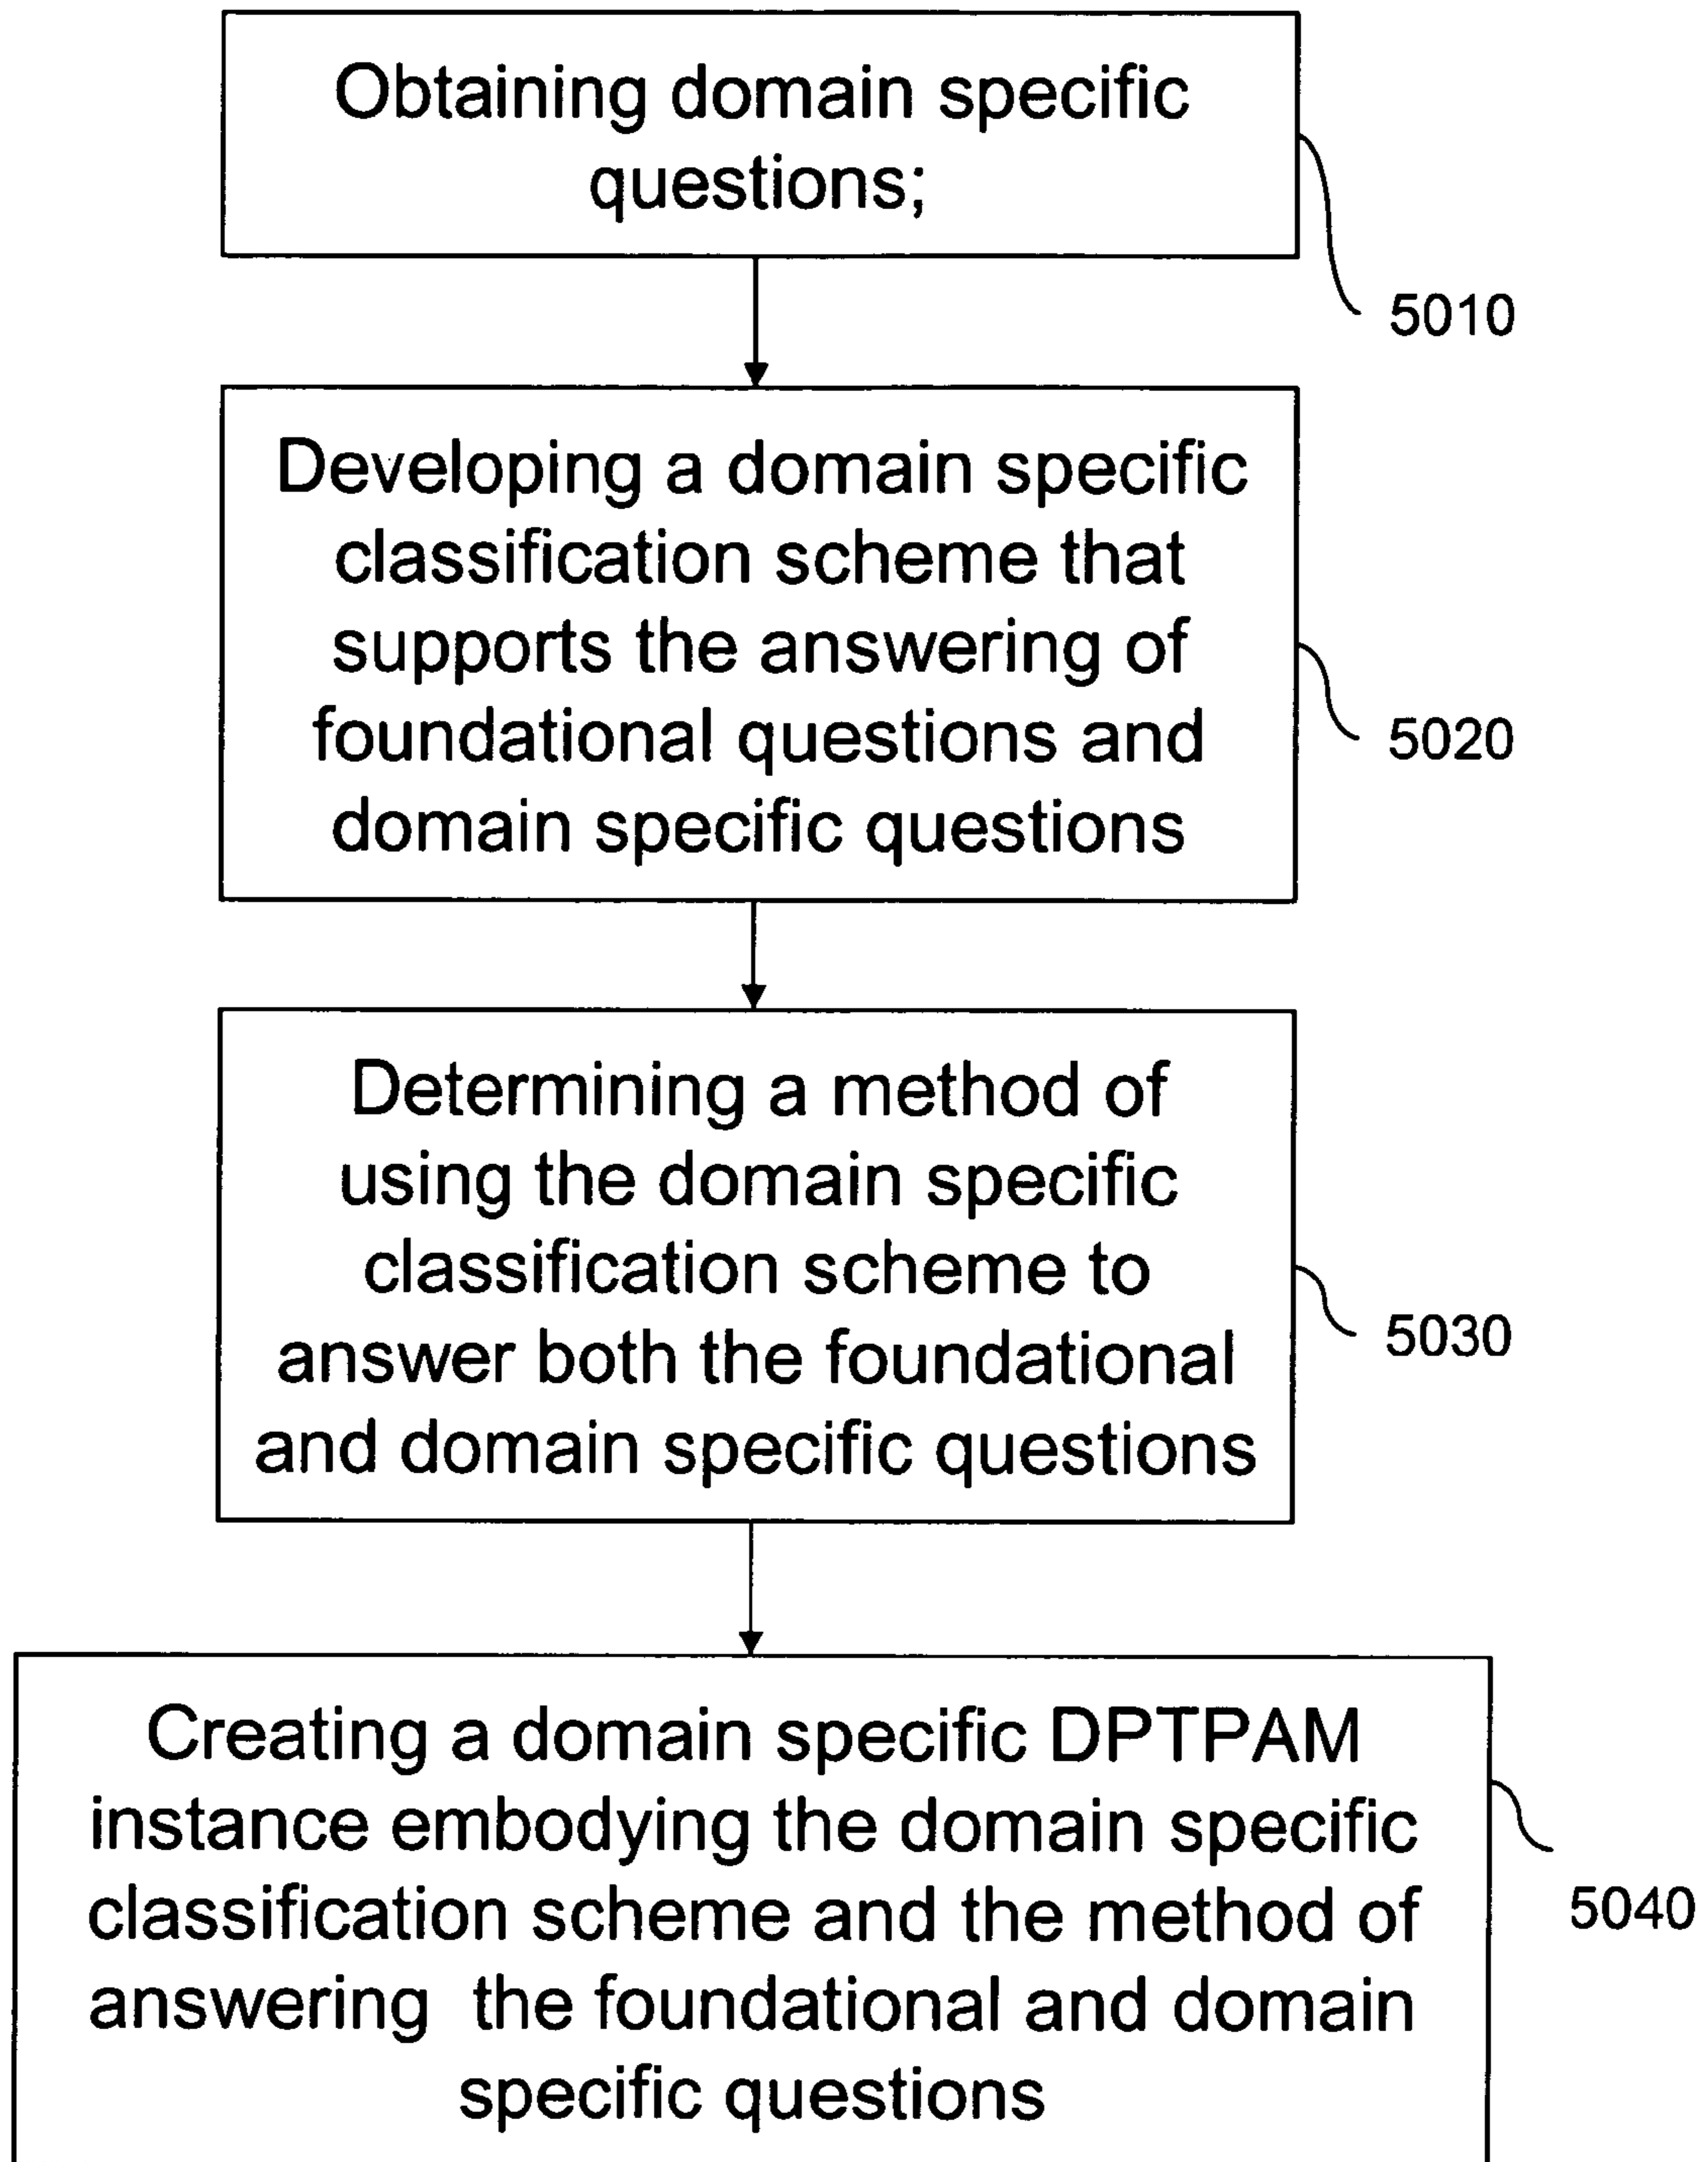 Obtaining domain specific
questions;
5010
Developing a domain specific
classification scheme that
supports the answering of
foundational questions and
domain specific questions
5020
Determining a method of
using the domain specific
classification scheme to
answer both the foundational
and domain specific questions
5030
Creating a domain specific DPTPAM
instance embodying the domain specific
classification scheme and the method of
answering the foundational and domain
specific questions
5040